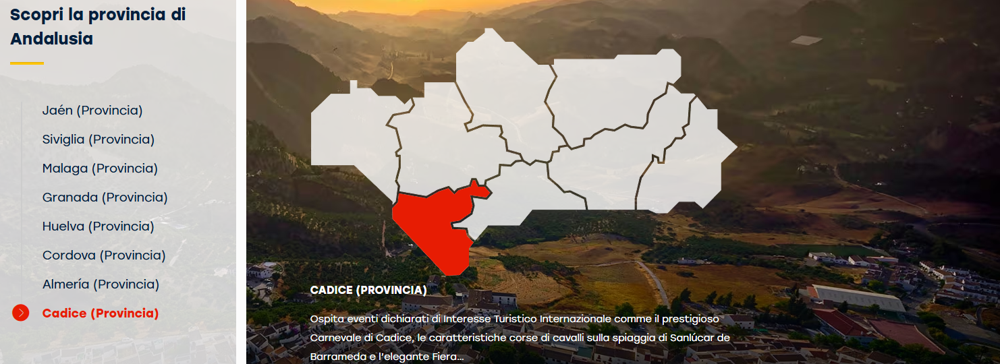 Scopri la provincia di
Andalusia
Jaén (Provincia)
Siviglia (Provincia)
Malaga (Provincia)
Granada (Provincia)
Huelva (Provincia)
Cordova (Provincia)
Almería (Provincia)
Cadice (Provincia)
CADICE (PROVINCIA)
Ospita eventi dichiarati di Interesse Turistico Internazionale comme il prestigioso
Carnevale di Cadice, le caratteristiche corse di cavalli sulla spiaggia di Sanlúcar de
Barrameda e l’elegante Fiera...